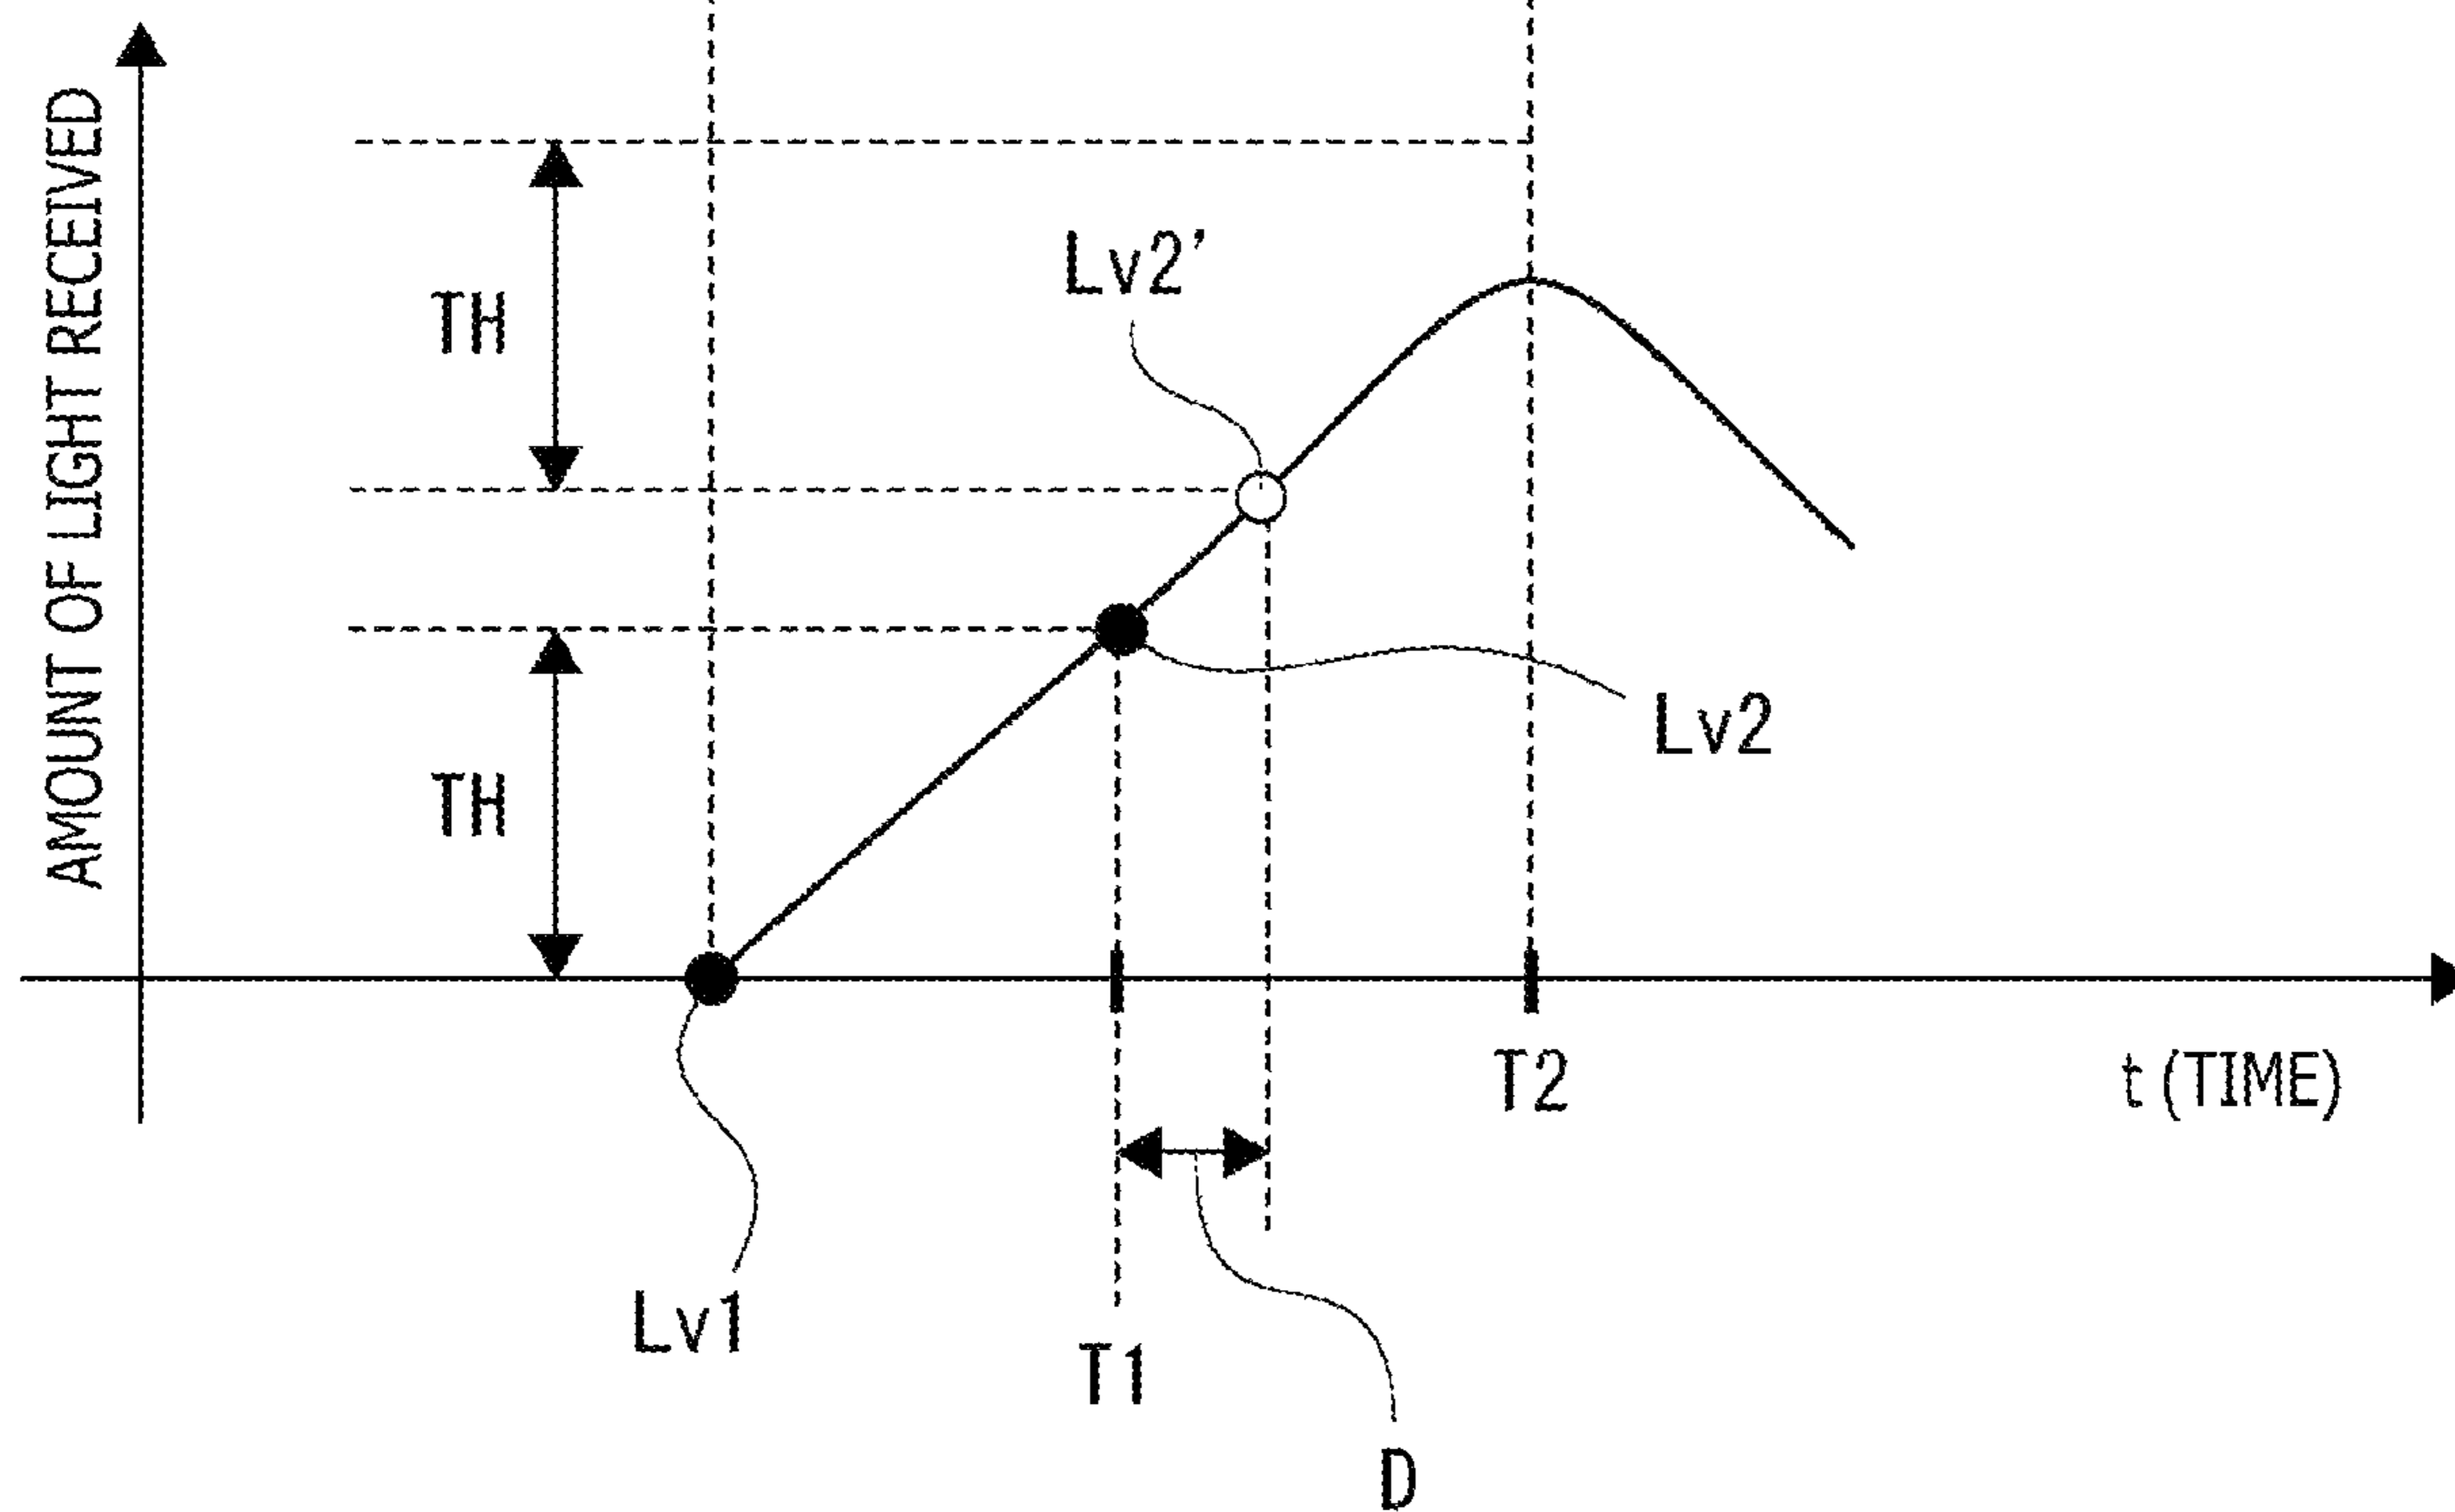 AMOUNT OF LIGHT RECEIVED
Lv2'
TH
Lv2
TH
T2
t(TIME)
Lv1
T1
D